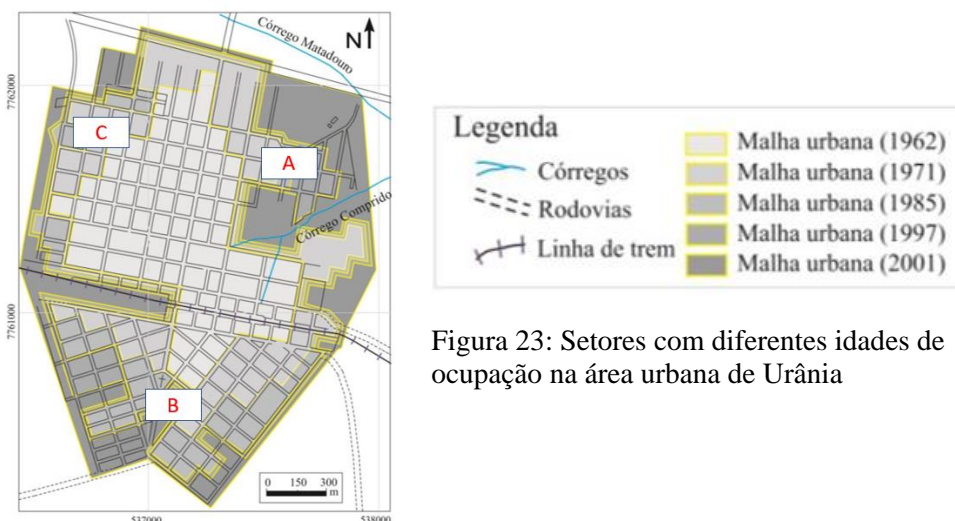 N
Córrego Matadouro
7762000
C
A
Córrego Comprido
7761000
B
0 150 300
m
537000
538000
Legenda
Córregos
Rodovias
Linha de trem
Malha urbana (1962)
Malha urbana (1971)
Malha urbana (1985)
Malha urbana (1997)
Malha urbana (2001)
Figura 23: Setores com diferentes idades de
ocupação na área urbana de Urânia